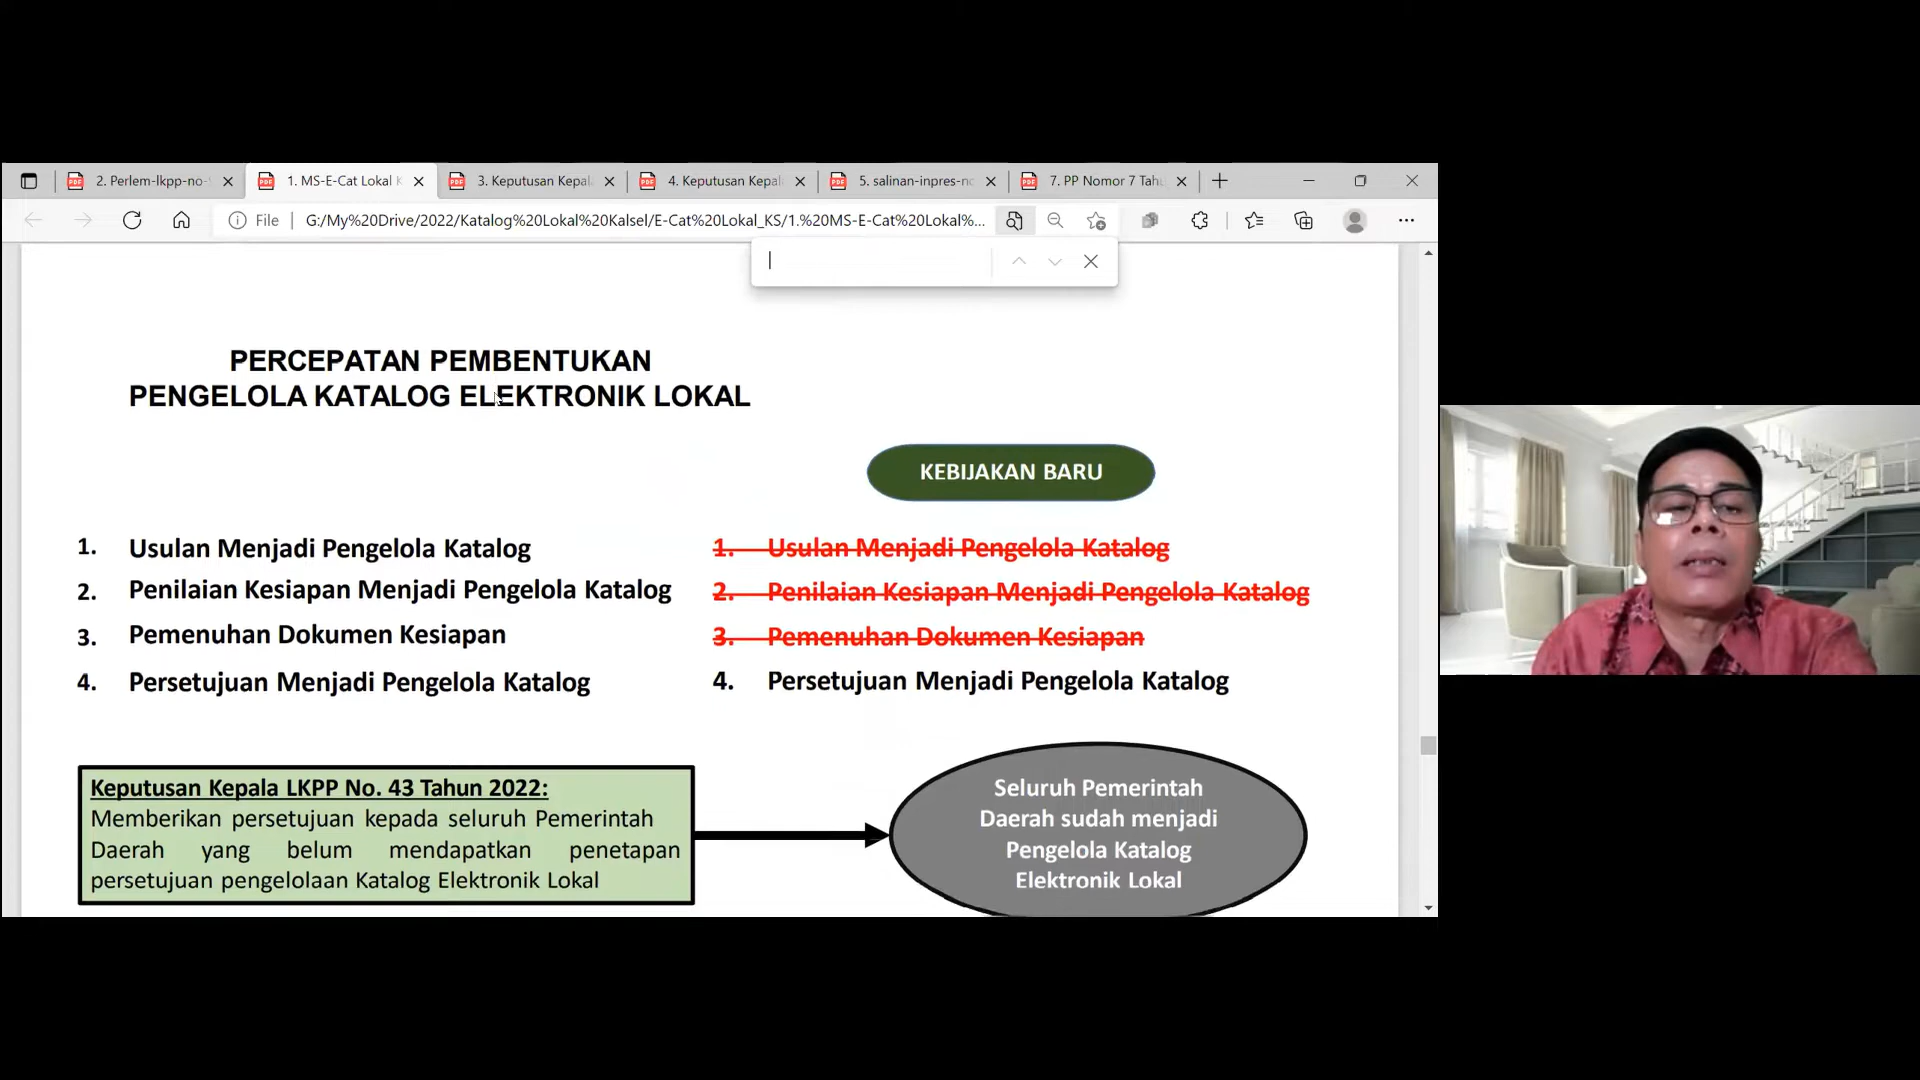 2. Perlem-lkpp-no-
1. MS-E-Cat Lokal K
3. Keputusan Kepala
4. Keputusan Kepal
5. salinan-inpres-no
7. PP Nomor 7 Tahu
File
G:/My%20Drive/2022/Katalog%20Lokal%20Kalsel/E-Cat%20Lokal_KS/1.%20MS-E-Cat%20Lokal%...
PERCEPATAN PEMBENTUKAN
PENGELOLA KATALOG ELEKTRONIK LOKAL
KEBIJAKAN BARU
1. Usulan Menjadi Pengelola Katalog
2. Penilaian Kesiapan Menjadi Pengelola Katalog
3. Pemenuhan Dokumen Kesiapan
4. Persetujuan Menjadi Pengelola Katalog
1. Usulan Menjadi Pengelola Katalog
2. Penilaian Kesiapan Menjadi Pengelola Katalog
3. Pemenuhan Dokumen Kesiapan
4. Persetujuan Menjadi Pengelola Katalog
Keputusan Kepala LKPP No. 43 Tahun 2022:
Memberikan persetujuan kepada seluruh Pemerintah
Daerah yang belum mendapatkan penetapan
persetujuan pengelolaan Katalog Elektronik Lokal
Seluruh Pemerintah
Daerah sudah menjadi
Pengelola Katalog
Elektronik Lokal